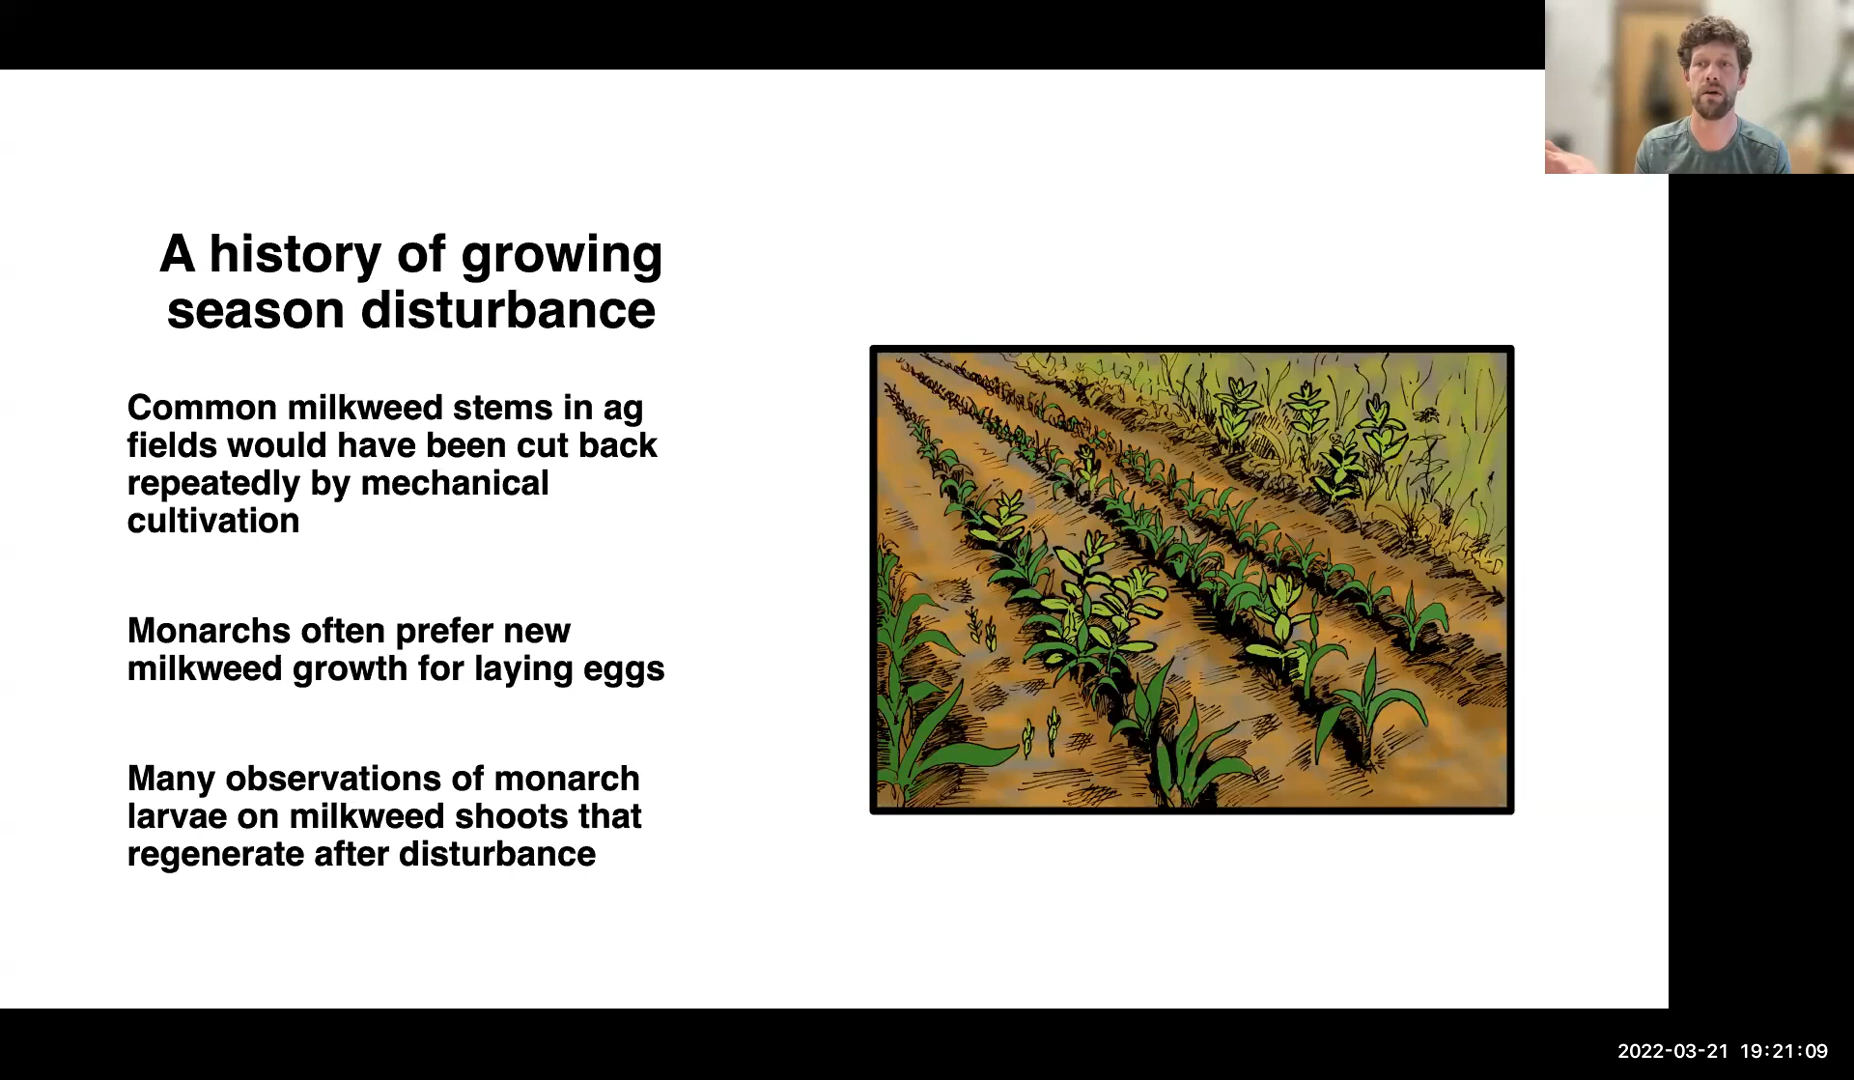 A history of growing
season disturbance
Common milkweed stems in ag
fields would have been cut back
repeatedly by mechanical
cultivation
Monarchs often prefer new
milkweed growth for laying eggs
Many observations of monarch
larvae on milkweed shoots that
regenerate after disturbance
2022-03-21 19:21:09